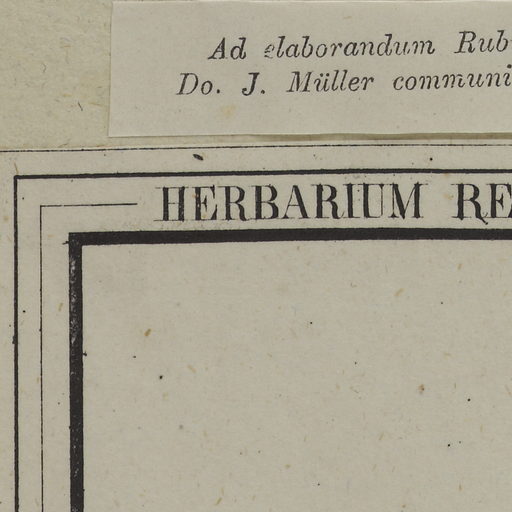 Ad elaborandum Rub
Do. J. Müller communi
HERBARIUM RE